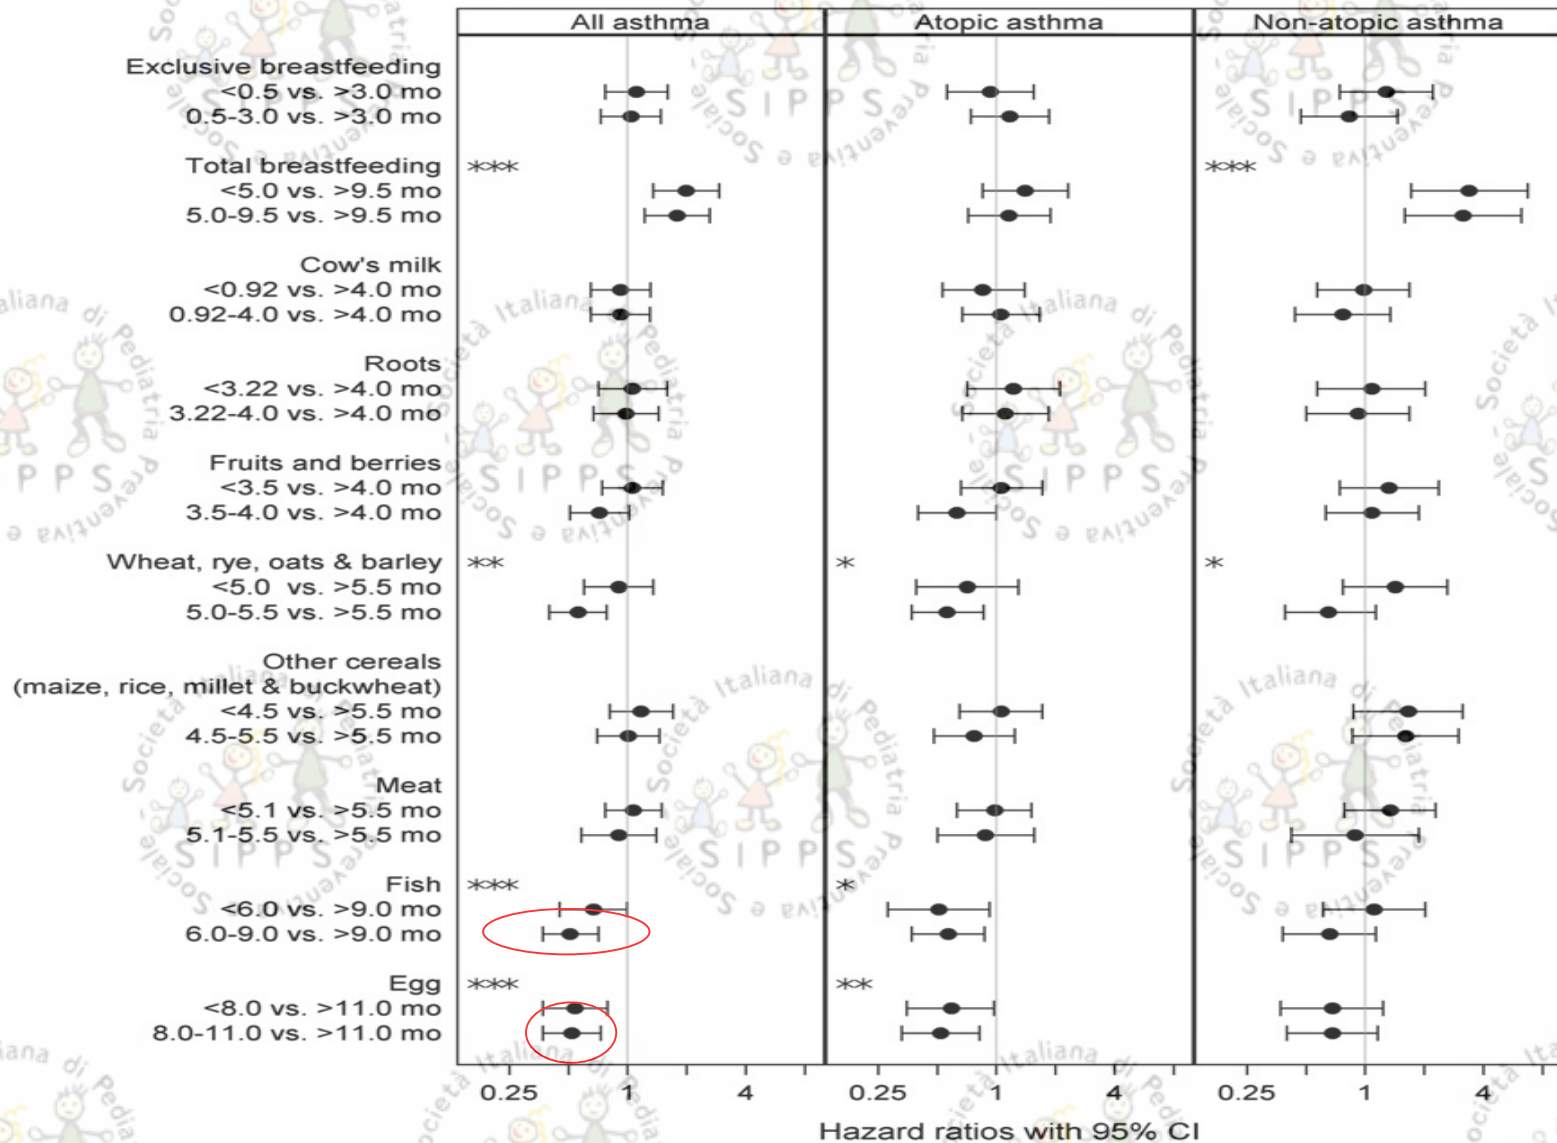 All asthma Atopic asthma Non-atopic asthma
Exclusive breastfeeding
<0.5 vs. >3.0 mo
0.5-3.0 vs. >3.0 mo
Total breastfeeding *** ***
<5.0 vs. >9.5 mo
5.0-9.5 vs. >9.5 mo
Cow's milk
<0.92 vs. >4.0 mo
0.92-4.0 vs. >4.0 mo
Roots
<3.22 vs. >4.0 mo
3.22-4.0 vs. >4.0 mo
Fruits and berries
<3.5 vs. >4.0 mo
3.5-4.0 vs. >4.0 mo
Wheat, rye, oats & barley ** * *
<5.0 vs. >5.5 mo
5.0-5.5 vs. >5.5 mo
Other cereals
(maize, rice, millet & buckwheat)
<4.5 vs. >5.5 mo
4.5-5.5 vs. >5.5 mo
Meat
<5.1 vs. >5.5 mo
5.1-5.5 vs. >5.5 mo
Fish *** *
<6.0 vs. >9.0 mo
6.0-9.0 vs. >9.0 mo
Egg *** **
<8.0 vs. >11.0 mo
8.0-11.0 vs. >11.0 mo
0.25 1 4 0.25 1 4 0.25 1 4
Hazard ratios with 95% CI
Società Italiana di Pediatria Preventiva e Sociale
SIPPS